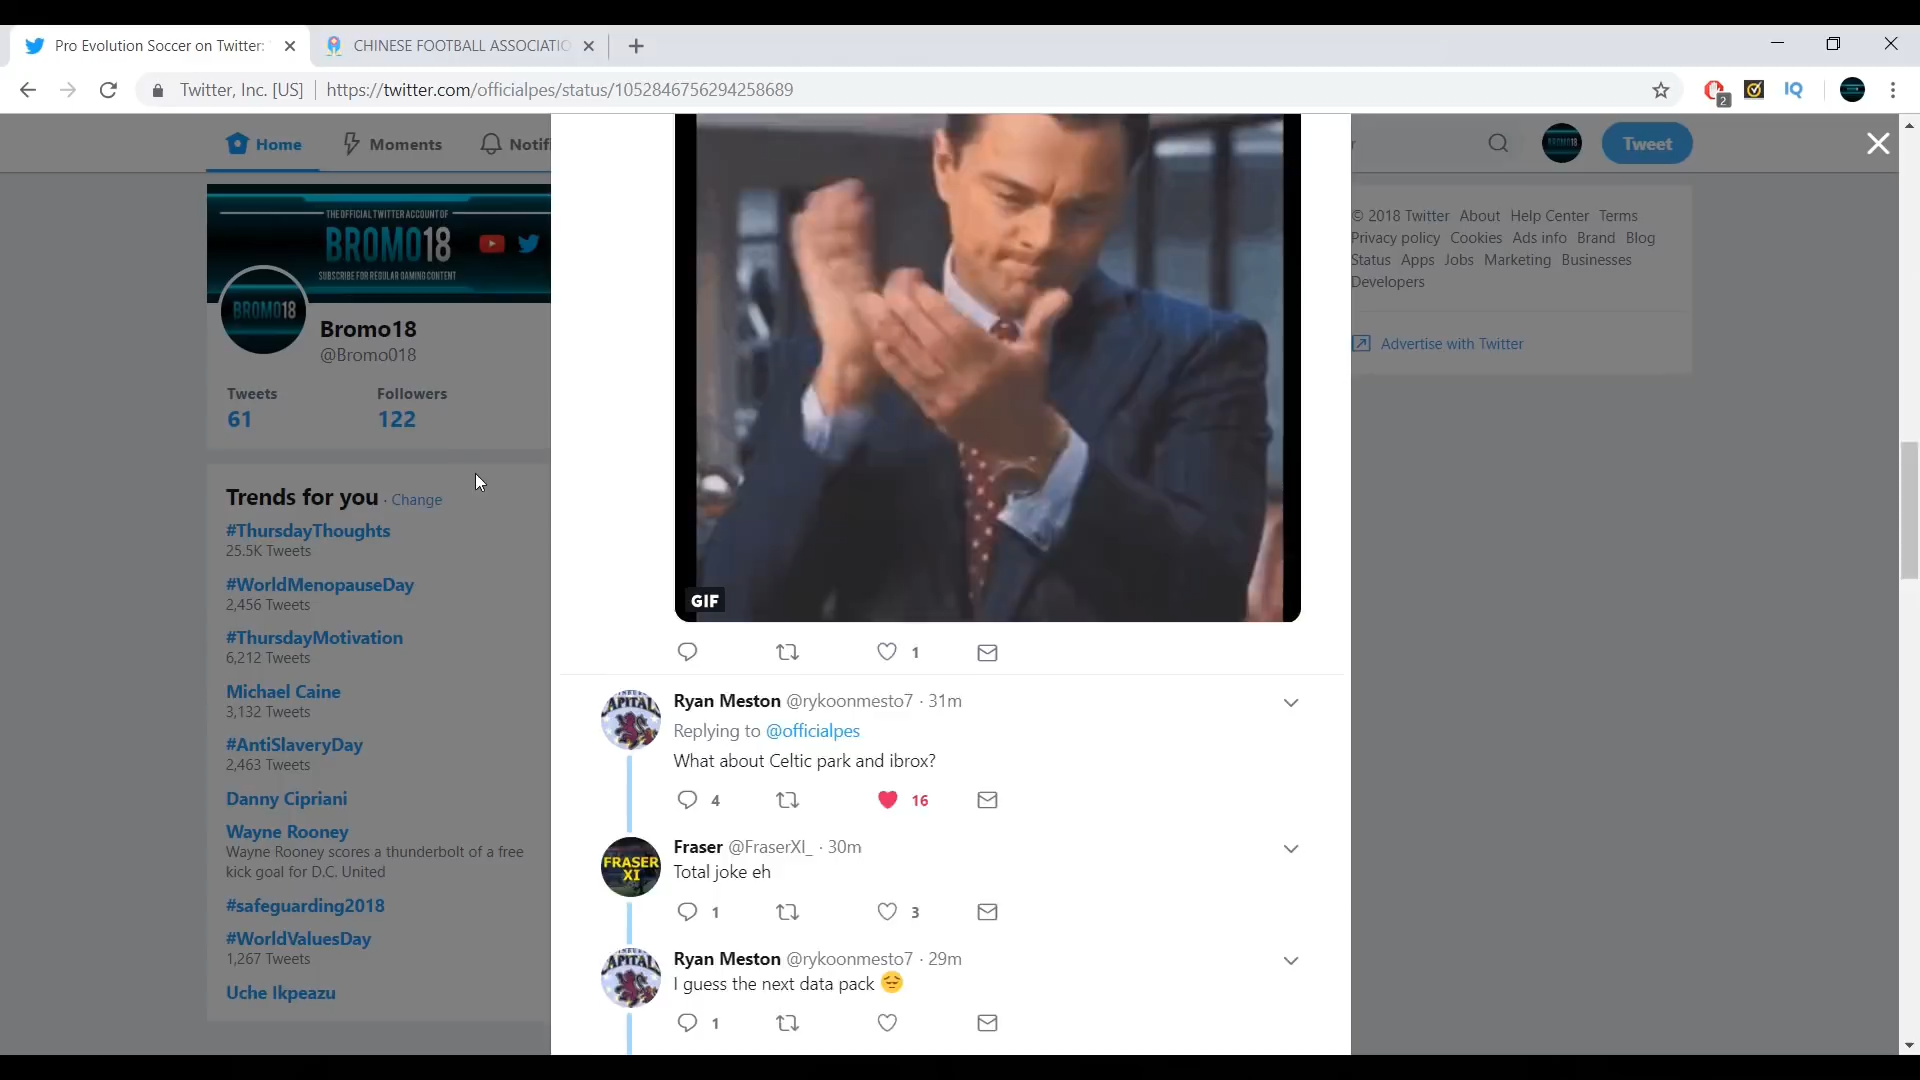 Pro Evolution Soccer on Twitter:
CHINESE FOOTBALL ASSOCIATIO
Twitter, Inc. [US]
https://twitter.com/officialpes/status/1052846756294258689
2
IQ
Home
Moments
Notif
BROMO18
Tweet
THE OFFICIAL TWITTER ACCOUNT OF
BROMO18
SUBSCRIBE FOR REGULAR GAMING CONTENT
BROMO18
Bromo18
@Bromo018
Tweets
61
Followers
122
Trends for you · Change
#ThursdayThoughts
25.5K Tweets
#WorldMenopauseDay
2,456 Tweets
#ThursdayMotivation
6,212 Tweets
Michael Caine
3,132 Tweets
#AntiSlaveryDay
2,463 Tweets
Danny Cipriani
Wayne Rooney
Wayne Rooney scores a thunderbolt of a free
kick goal for D.C. United
#safeguarding2018
#WorldValuesDay
1,267 Tweets
Uche Ikpeazu
GIF
1
Ryan Meston @rykoonmesto7 · 31m
Replying to @officialpes
What about Celtic park and ibrox?
4
16
FRASER
XI
Fraser @FraserXI_ · 30m
Total joke eh
1
3
Ryan Meston @rykoonmesto7 · 29m
I guess the next data pack 😔
1
© 2018 Twitter About Help Center Terms
Privacy policy Cookies Ads info Brand Blog
Status Apps Jobs Marketing Businesses
Developers
Advertise with Twitter